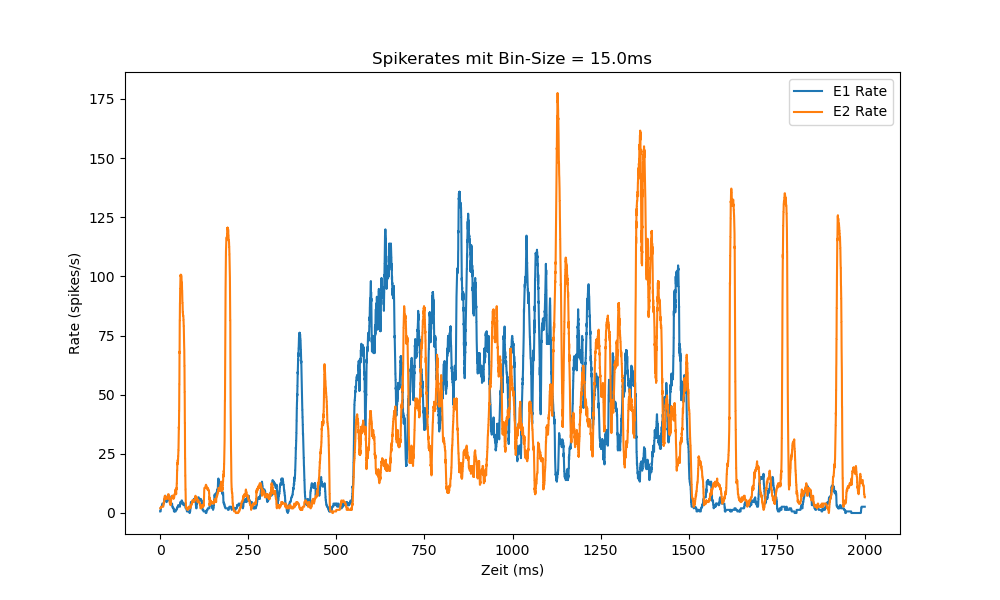 Spikerates mit Bin-Size = 15.0ms
E1 Rate
E2 Rate
175
150
125
100
75
50
25
0
Rate (spikes/s)
0 250 500 750 1000 1250 1500 1750 2000
Zeit (ms)